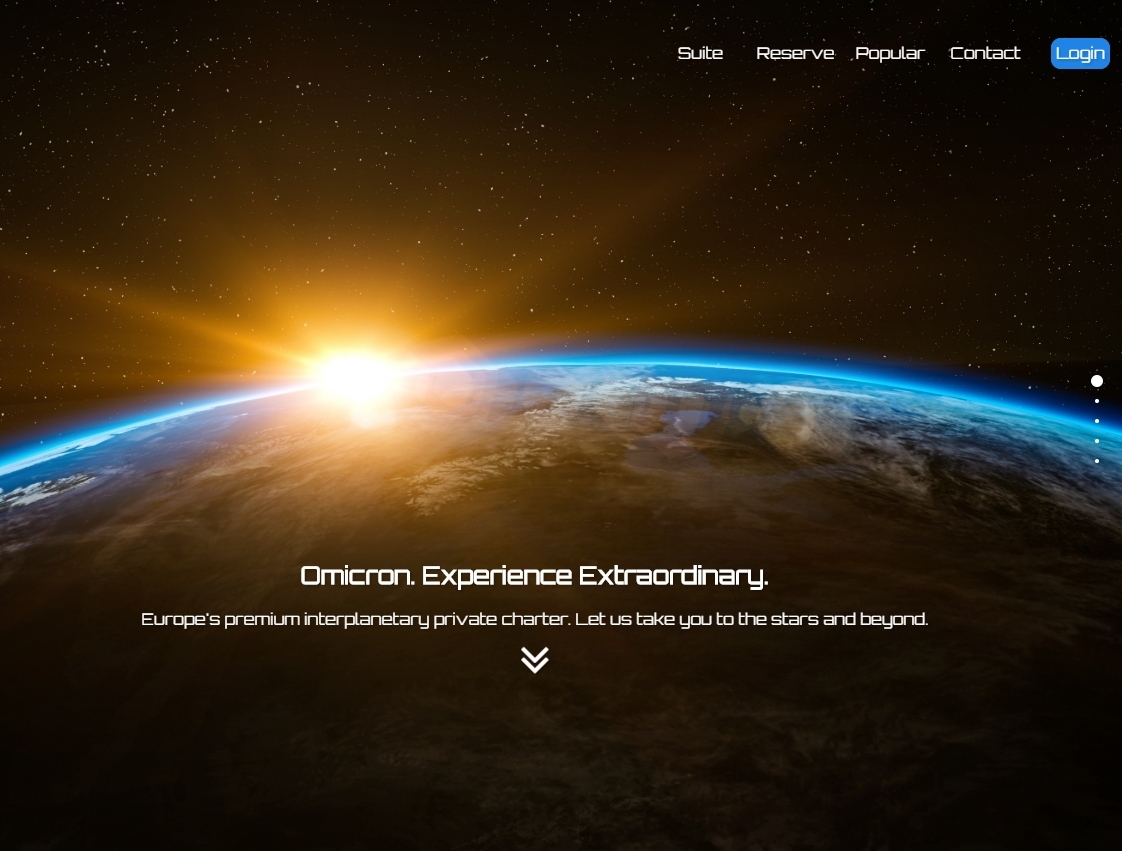 Suite Reserve Popular Contact Login
Omicron. Experience Extraordinary.
Europe's premium interplanetary private charter. Let us take you to the stars and beyond.